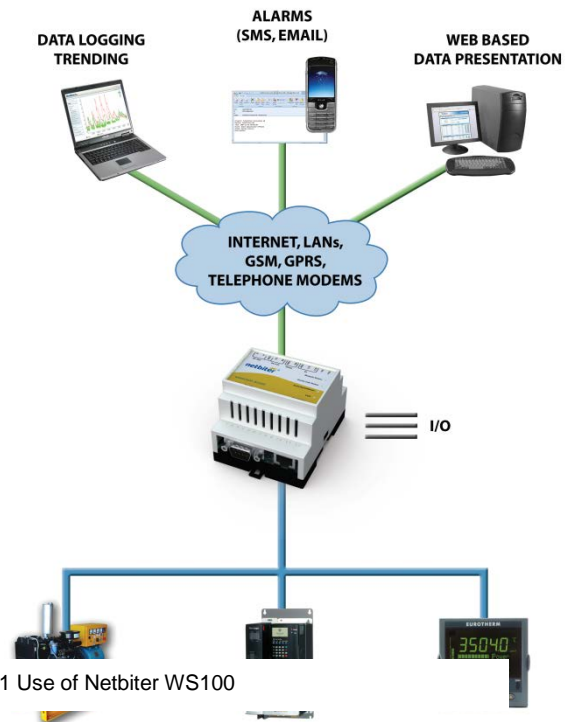 ALARMS
(SMS, EMAIL)
DATA LOGGING
TRENDING
WEB BASED
DATA PRESENTATION
INTERNET, LANs,
GSM, GPRS,
TELEPHONE MODEMS
netbiter
I/O
EUROTHERM
35040
Power
1 Use of Netbiter WS100